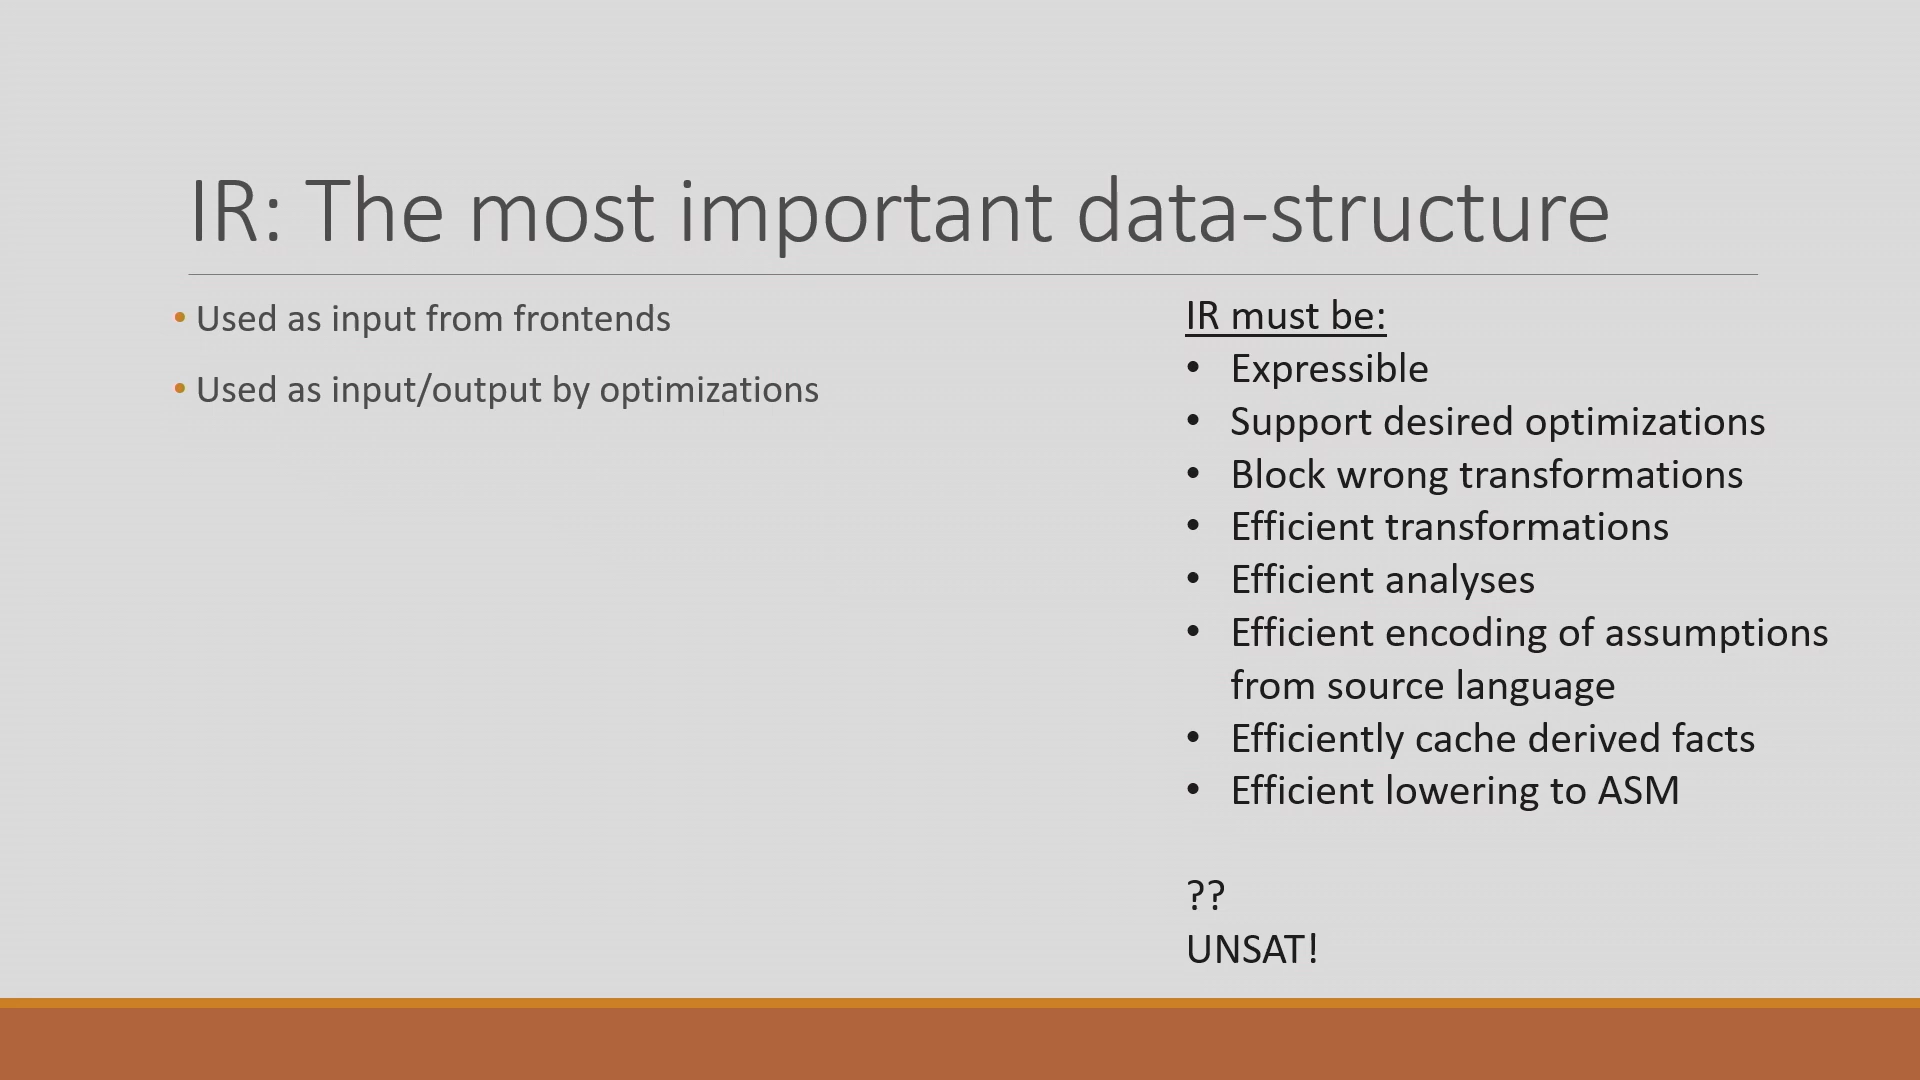 IR: The most important data-structure
• Used as input from frontends
• Used as input/output by optimizations
IR must be:
• Expressible
• Support desired optimizations
• Block wrong transformations
• Efficient transformations
• Efficient analyses
• Efficient encoding of assumptions
from source language
• Efficiently cache derived facts
• Efficient lowering to ASM
??
UNSAT!